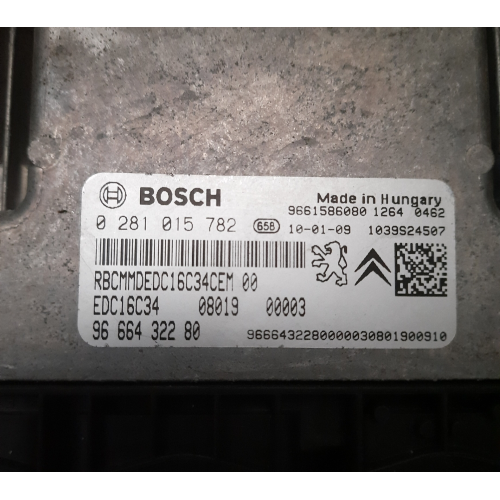 BOSCH Made in Hungary
9661586080 1264 0462
0 281 015 782 658 10-01-09 1039S24507
RBCMMDEDC16C34CEM 00
EDC16C34 08019 00003
96 664 322 80 9666432280000030801900910